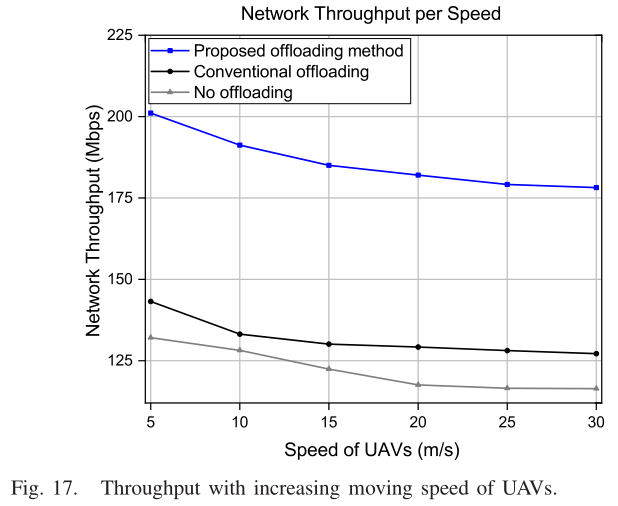 Network Throughput per Speed
225
Proposed offloading method
Conventional offloading
No offloading
200
175
150
125
Network Throughput (Mbps)
5 10 15 20 25 30
Speed of UAVs (m/s)
Fig. 17. Throughput with increasing moving speed of UAVs.